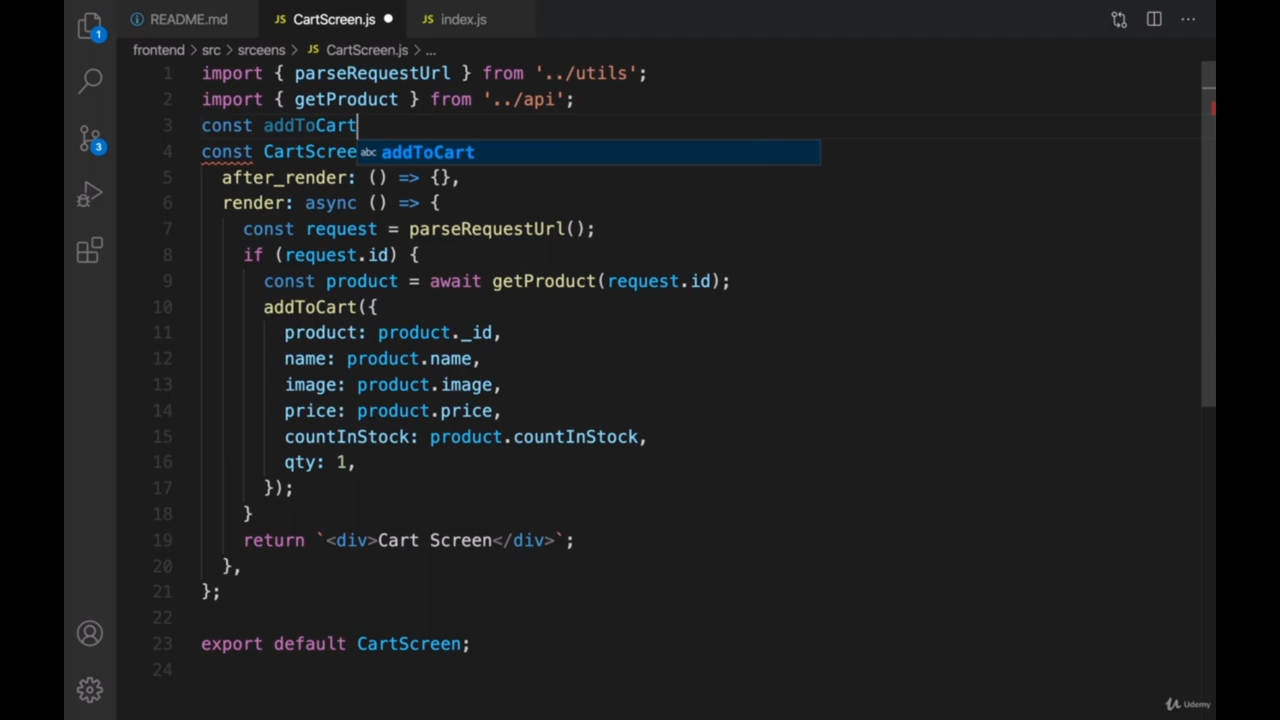 README.md
JS CartScreen.js
JS index.js
frontend > src > srceens > JS CartScreen.js > ...
1
3
1 import { parseRequestUrl } from '../utils';
2 import { getProduct } from '../api';
3 const addToCart
4 const CartScree abc addToCart
5 after_render: () => {},
6 render: async () => {
7 const request = parseRequestUrl();
8 if (request.id) {
9 const product = await getProduct(request.id);
10 addToCart({
11 product: product._id,
12 name: product.name,
13 image: product.image,
14 price: product.price,
15 countInStock: product.countInStock,
16 qty: 1,
17 });
18 }
19 return `<div>Cart Screen</div>`;
20 },
21 };
22
23 export default CartScreen;
24
Udemy